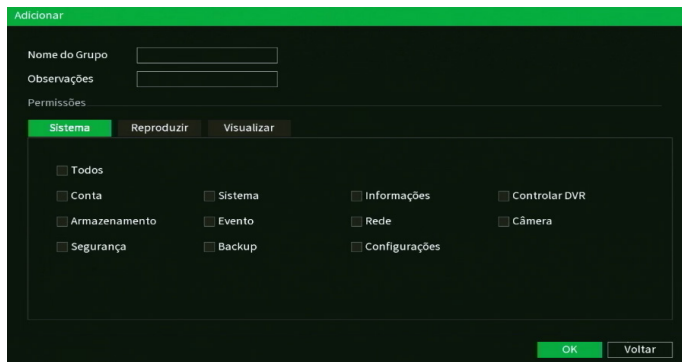 Adicionar
Nome do Grupo
Observações
Permissões
Sistema Reproduzir Visualizar
Todos
Conta Sistema Informações Controlar DVR
Armazenamento Evento Rede Câmera
Segurança Backup Configurações
OK Voltar